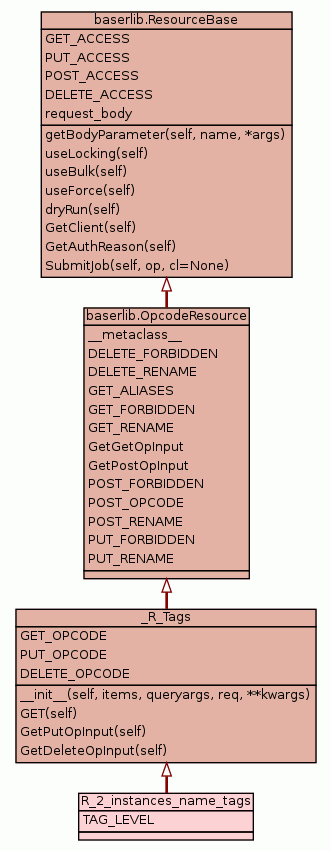 baserlib.ResourceBase
GET_ACCESS
PUT_ACCESS
POST_ACCESS
DELETE_ACCESS
request_body
getBodyParameter(self, name, *args)
useLocking(self)
useBulk(self)
useForce(self)
dryRun(self)
GetClient(self)
GetAuthReason(self)
SubmitJob(self, op, cl=None)
baserlib.OpcodeResource
__metaclass__
DELETE_FORBIDDEN
DELETE_RENAME
GET_ALIASES
GET_FORBIDDEN
GET_RENAME
GetGetOpInput
GetPostOpInput
POST_FORBIDDEN
POST_OPCODE
POST_RENAME
PUT_FORBIDDEN
PUT_RENAME
_R_Tags
GET_OPCODE
PUT_OPCODE
DELETE_OPCODE
__init__(self, items, queryargs, req, **kwargs)
GET(self)
GetPutOpInput(self)
GetDeleteOpInput(self)
R_2_instances_name_tags
TAG_LEVEL